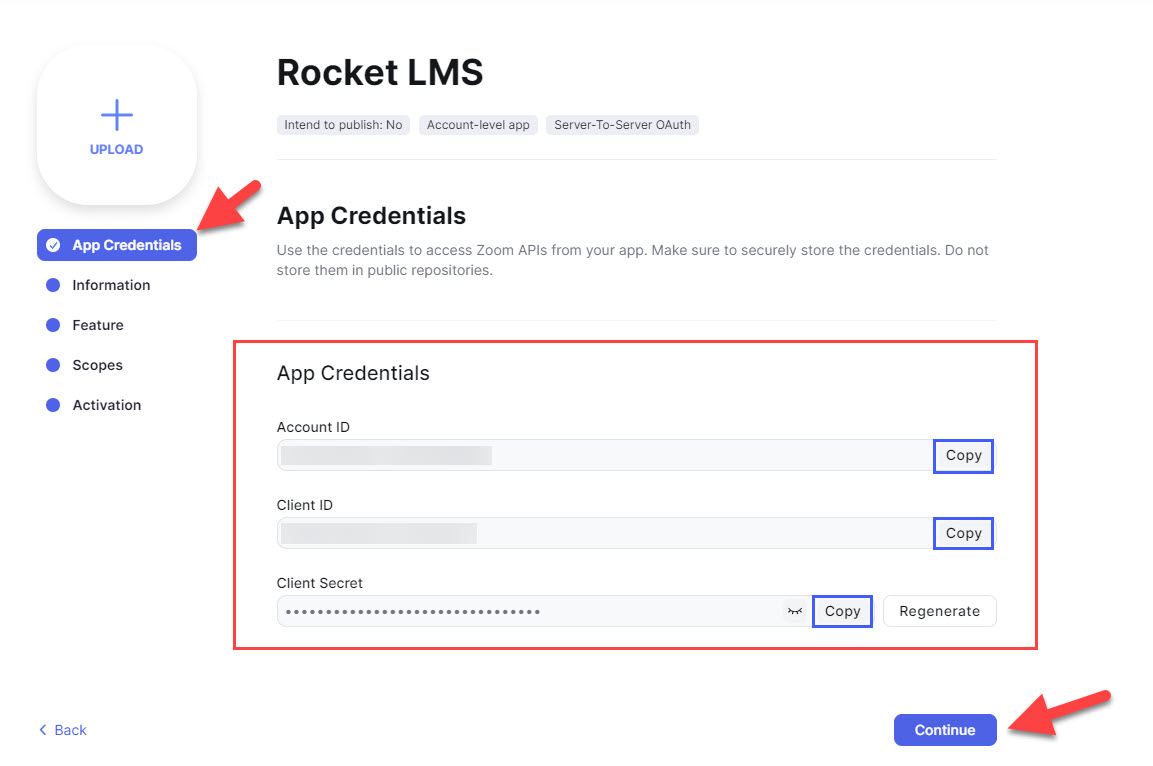 Rocket LMS
Intend to publish: No Account-level app Server-To-Server OAuth
UPLOAD
App Credentials
Information
Feature
Scopes
Activation
App Credentials
Use the credentials to access Zoom APIs from your app. Make sure to securely store the credentials. Do not
store them in public repositories.
App Credentials
Account ID
Copy
Client ID
Copy
Client Secret
•••••••••••••••••••••••••••••••• Copy Regenerate
Back
Continue